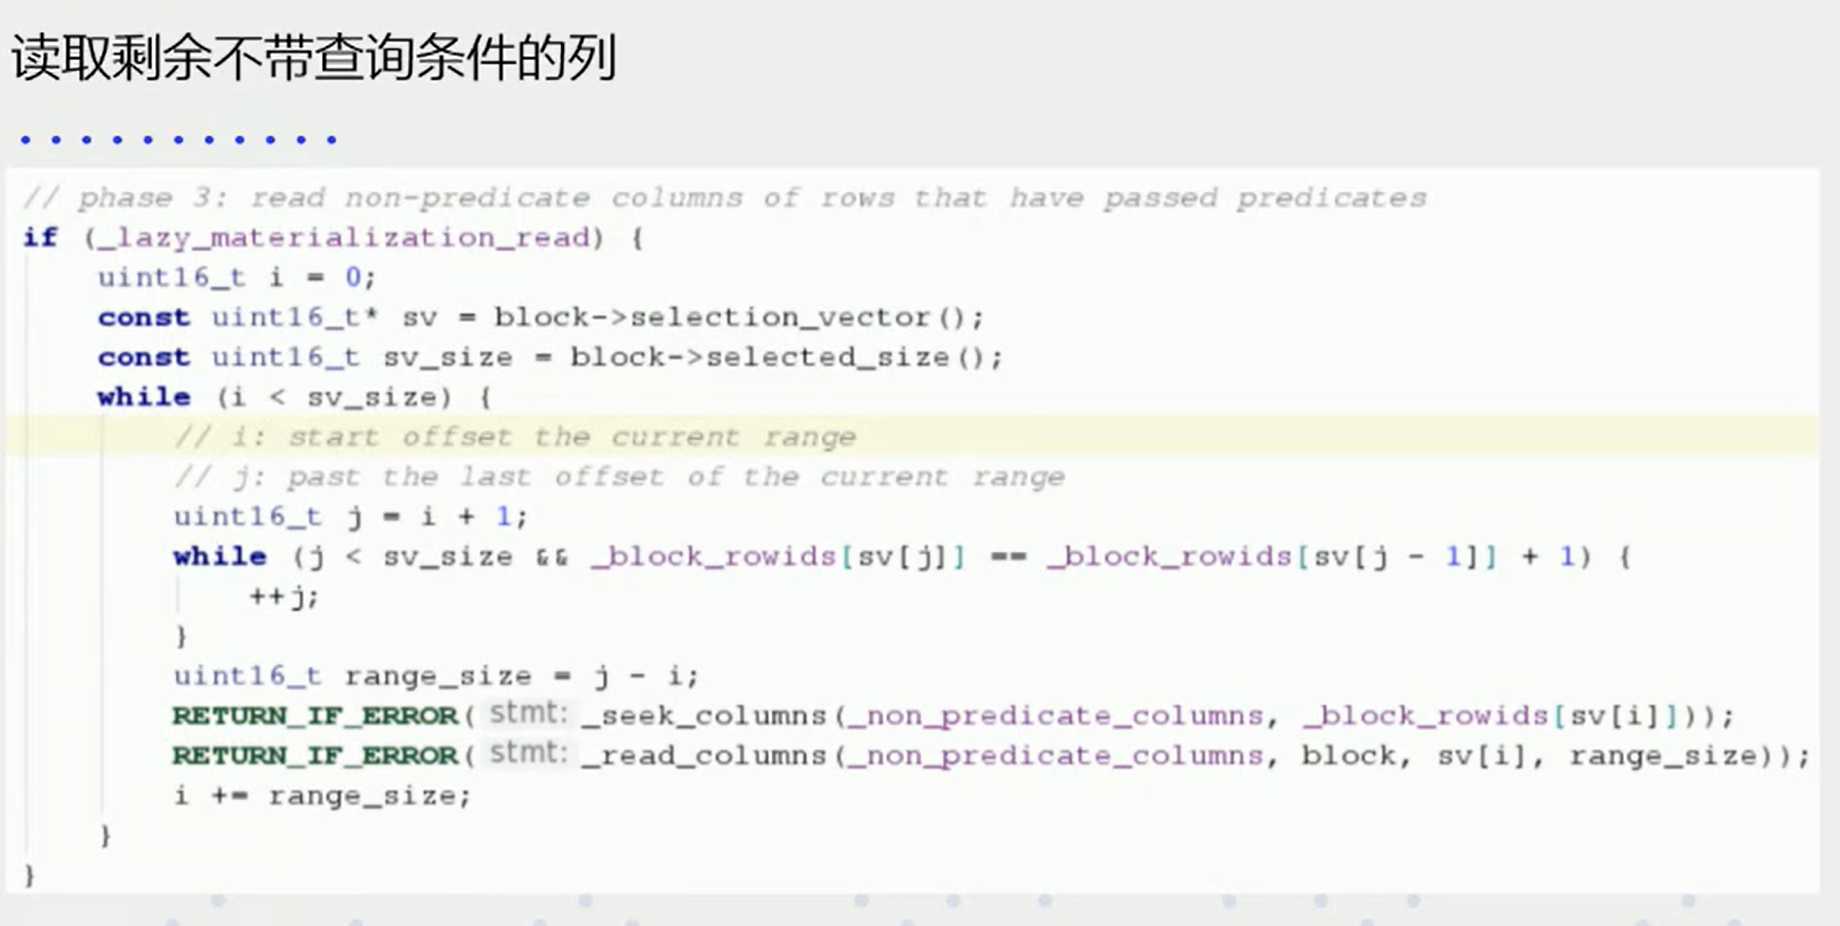 读取剩余不带查询条件的列
// phase 3: read non-predicate columns of rows that have passed predicates
if (_lazy_materialization_read) {
uint16_t i = 0;
const uint16_t* sv = block->selection_vector();
const uint16_t sv_size = block->selected_size();
while (i < sv_size) {
// i: start offset the current range
// j: past the last offset of the current range
uint16_t j = i + 1;
while (j < sv_size && _block_rowids[sv[j]] == _block_rowids[sv[j - 1]] + 1) {
++j;
}
uint16_t range_size = j - i;
RETURN_IF_ERROR( stmt: _seek_columns(_non_predicate_columns, _block_rowids[sv[i]]));
RETURN_IF_ERROR( stmt: _read_columns(_non_predicate_columns, block, sv[i], range_size));
i += range_size;
}
}